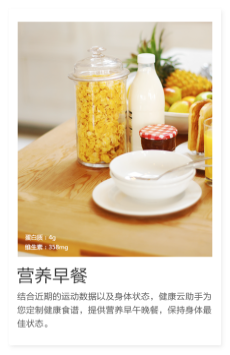 蛋白质：8g
维生素：358mg
营养早餐
结合近期的运动数据以及身体状态，健康云助手为
您定制健康食谱，提供营养早午晚餐，保持身体最
佳状态。